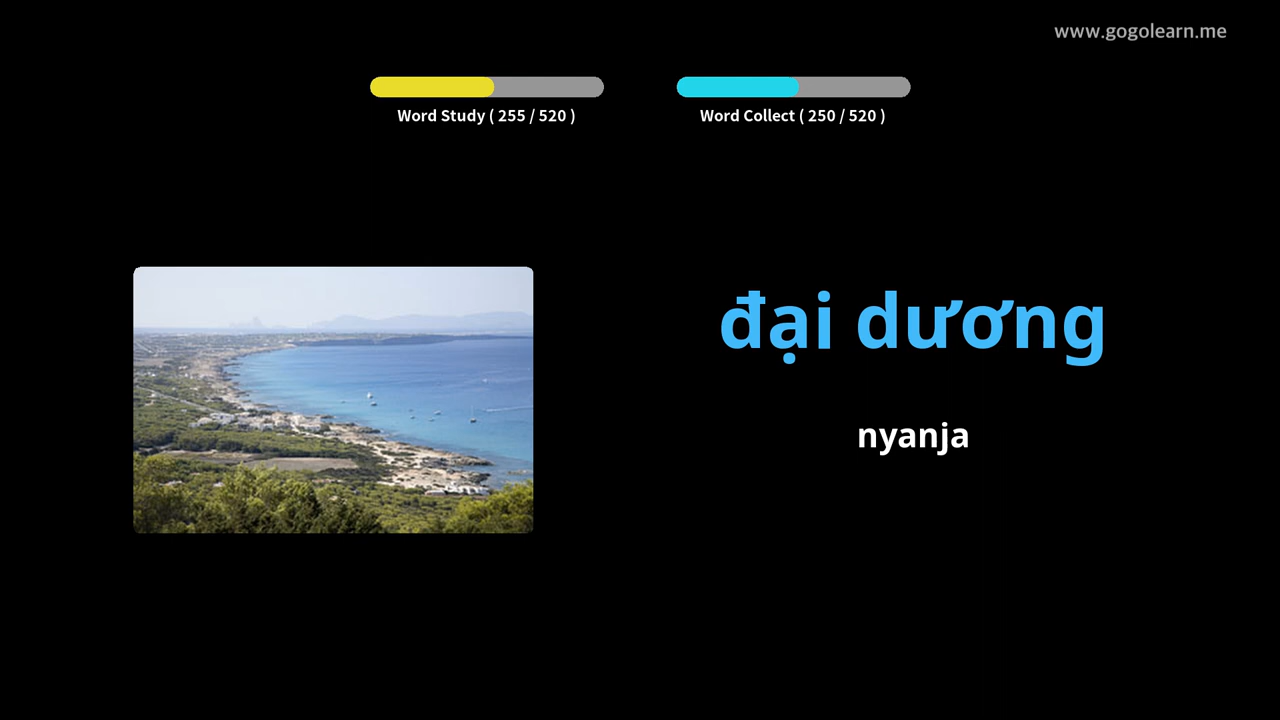 www.gogolearn.me
Word Study ( 255 / 520 )
Word Collect ( 250 / 520 )
đại dương
nyanja